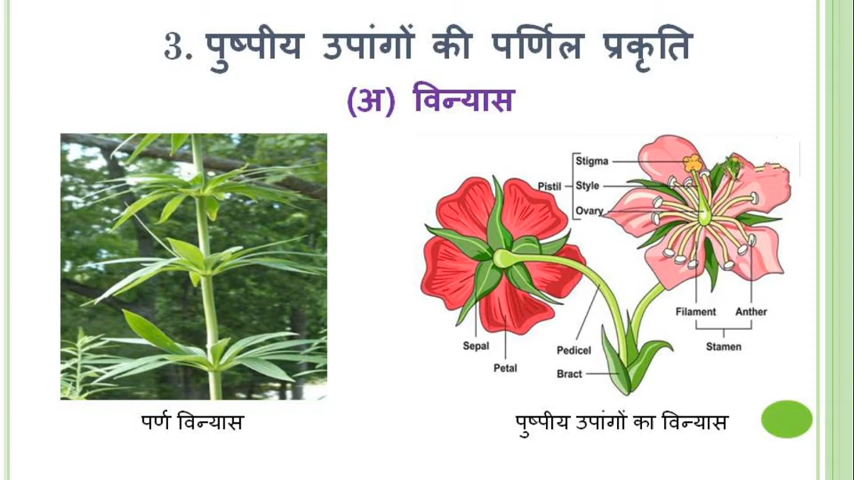 3. पुष्पीय उपांगों की पर्णिल प्रकृति
(अ) विन्यास
Stigma
Pistil
Style
Ovary
Filament
Anther
Stamen
Sepal
Petal
Pedicel
Bract
पर्ण विन्यास
पुष्पीय उपांगों का विन्यास